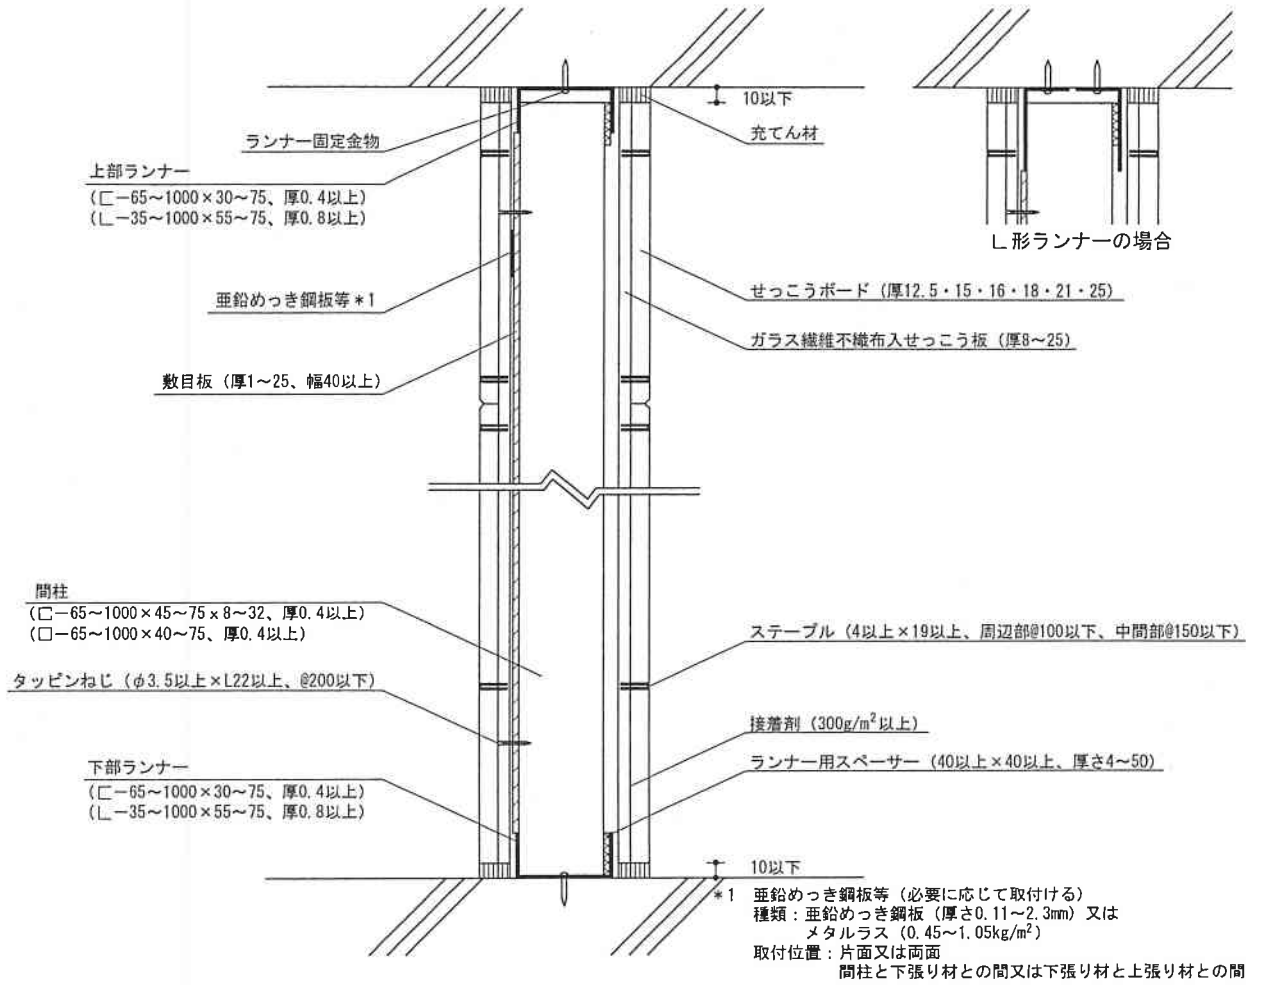 10以下
ランナー固定金物
充てん材
上部ランナー
(⊏－65～1000×30～75、厚0.4以上)
(∟－35～1000×55～75、厚0.8以上)
∟形ランナーの場合
亜鉛めっき鋼板等＊1
せっこうボード (厚12.5・15・16・18・21・25)
ガラス繊維不織布入せっこう板 (厚8～25)
敷目板 (厚1～25、幅40以上)
間柱
(⊏－65～1000×45～75×8～32、厚0.4以上)
(□－65～1000×40～75、厚0.4以上)
ステープル (4以上×19以上、周辺部@100以下、中間部@150以下)
タッピンねじ (φ3.5以上×L22以上、@200以下)
接着剤 (300g/m²以上)
下部ランナー
(⊏－65～1000×30～75、厚0.4以上)
(∟－35～1000×55～75、厚0.8以上)
ランナー用スペーサー (40以上×40以上、厚さ4～50)
10以下
＊1 亜鉛めっき鋼板等 (必要に応じて取付ける)
種類：亜鉛めっき鋼板 (厚さ0.11～2.3mm) 又は
メタルラス (0.45～1.05kg/m²)
取付位置：片面又は両面
間柱と下張り材との間又は下張り材と上張り材との間